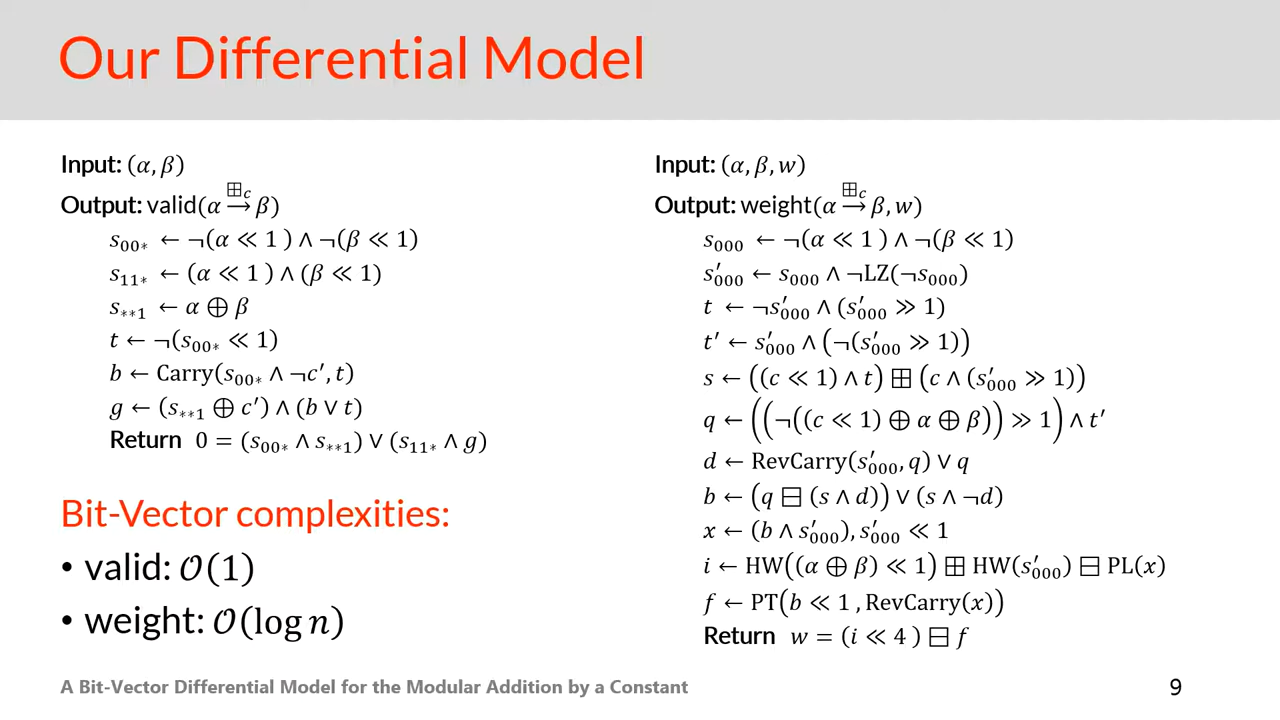 Our Differential Model
Input: (α, β)
Output: valid(α →^{⊞c} β)
s₀₀∗ ← ¬(α ≪ 1 ) ∧ ¬(β ≪ 1)
s₁₁∗ ← (α ≪ 1 ) ∧ (β ≪ 1)
s∗∗₁ ← α ⊕ β
t ← ¬(s₀₀∗ ≪ 1)
b ← Carry(s₀₀∗ ∧ ¬c′, t)
g ← (s∗∗₁ ⊕ c′) ∧ (b ∨ t)
Return 0 = (s₀₀∗ ∧ s∗∗₁) ∨ (s₁₁∗ ∧ g)
Bit-Vector complexities:
• valid: 𝒪(1)
• weight: 𝒪(log n)
Input: (α, β, w)
Output: weight(α →^{⊞c} β, w)
s₀₀₀ ← ¬(α ≪ 1 ) ∧ ¬(β ≪ 1)
s′₀₀₀ ← s₀₀₀ ∧ ¬LZ(¬s₀₀₀)
t ← ¬s′₀₀₀ ∧ (s′₀₀₀ ≫ 1)
t′ ← s′₀₀₀ ∧ (¬(s′₀₀₀ ≫ 1))
s ← ((c ≪ 1) ∧ t) ⊞ (c ∧ (s′₀₀₀ ≫ 1))
q ← ((¬((c ≪ 1) ⊕ α ⊕ β)) ≫ 1) ∧ t′
d ← RevCarry(s′₀₀₀, q) ∨ q
b ← (q ⊟ (s ∧ d)) ∨ (s ∧ ¬d)
x ← (b ∧ s′₀₀₀), s′₀₀₀ ≪ 1
i ← HW((α ⊕ β) ≪ 1) ⊞ HW(s′₀₀₀) ⊟ PL(x)
f ← PT(b ≪ 1 , RevCarry(x))
Return w = (i ≪ 4 ) ⊟ f
A Bit-Vector Differential Model for the Modular Addition by a Constant
9